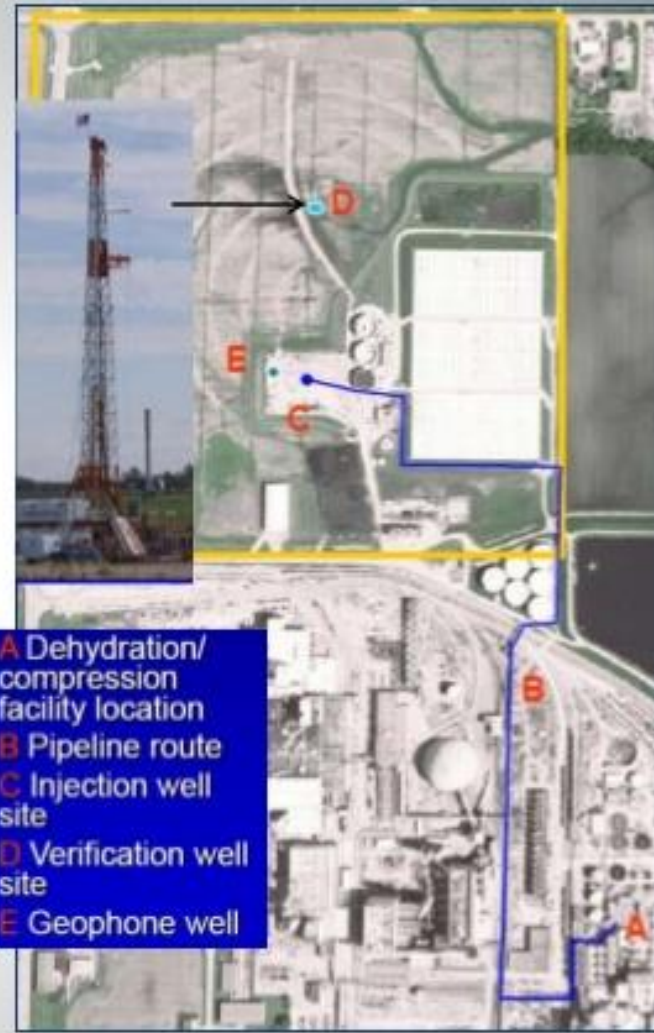 D
E
C
B
A
A Dehydration/
compression
facility location
B Pipeline route
C Injection well
site
D Verification well
site
E Geophone well